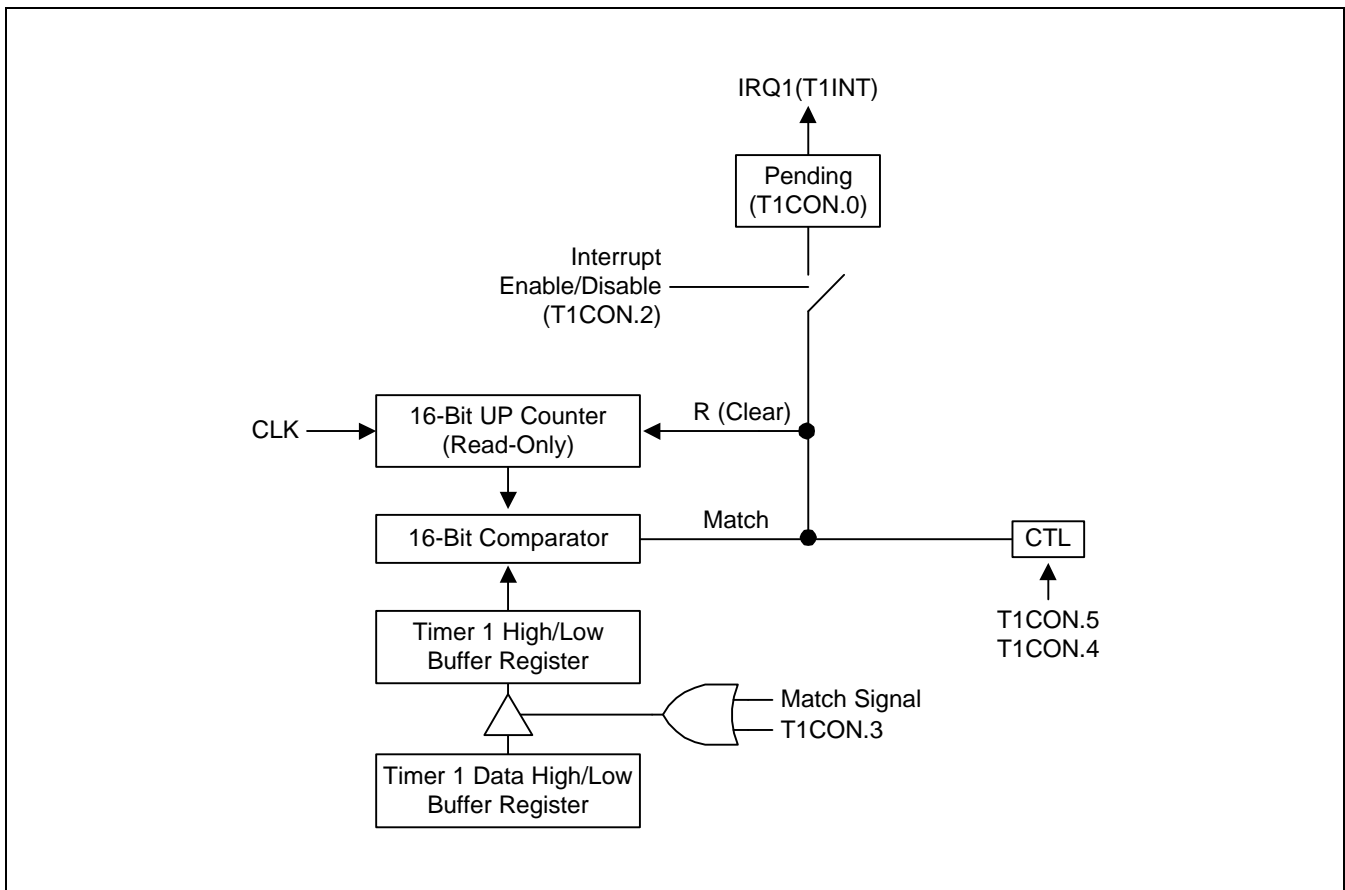 IRQ1(T1INT)
Pending
(T1CON.0)
Interrupt
Enable/Disable
(T1CON.2)
CLK
16-Bit UP Counter
(Read-Only)
R (Clear)
16-Bit Comparator
Match
CTL
T1CON.5
T1CON.4
Timer 1 High/Low
Buffer Register
Match Signal
T1CON.3
Timer 1 Data High/Low
Buffer Register